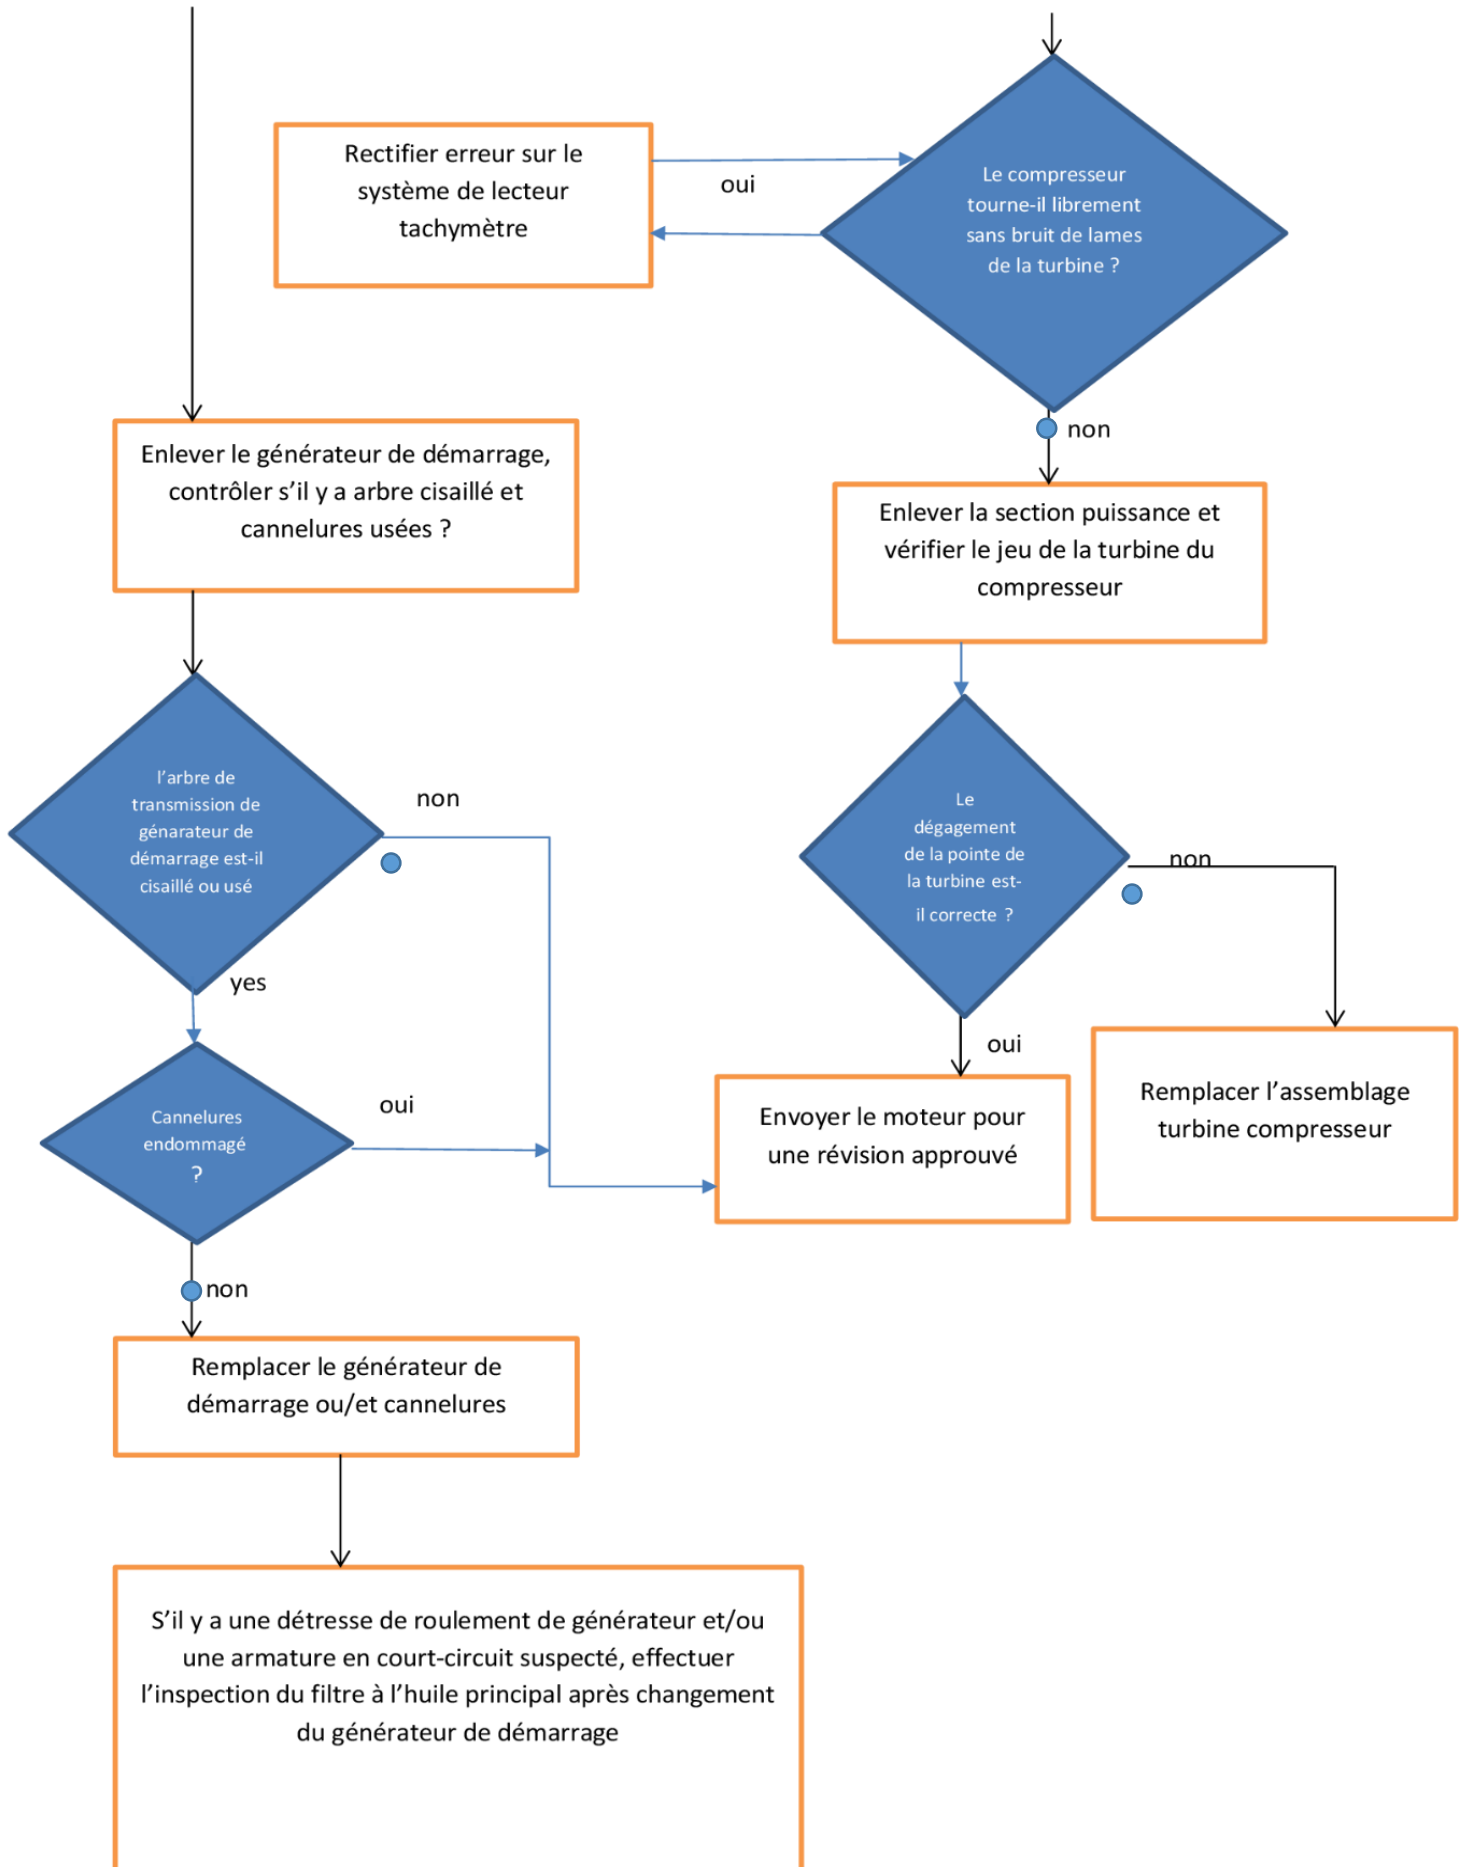 Rectifier erreur sur le
système de lecteur
tachymètre
oui
Le compresseur
tourne-il librement
sans bruit de lames
de la turbine ?
non
Enlever le générateur de démarrage,
contrôler s’il y a arbre cisaillé et
cannelures usées ?
Enlever la section puissance et
vérifier le jeu de la turbine du
compresseur
l’arbre de
transmission de
génarateur de
démarrage est-il
cisaillé ou usé
non
yes
Le
dégagement
de la pointe de
la turbine est-
il correcte ?
non
oui
Cannelures
endommagé
?
oui
non
Envoyer le moteur pour
une révision approuvé
Remplacer l’assemblage
turbine compresseur
Remplacer le générateur de
démarrage ou/et cannelures
S’il y a une détresse de roulement de générateur et/ou
une armature en court-circuit suspecté, effectuer
l’inspection du filtre à l’huile principal après changement
du générateur de démarrage